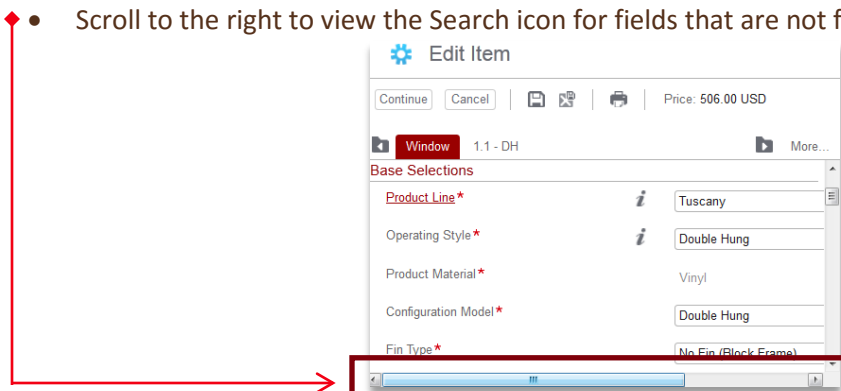 • Scroll to the right to view the Search icon for fields that are not f
Edit Item
Continue Cancel Price: 506.00 USD
Window 1.1 - DH More...
Base Selections
Product Line* i Tuscany
Operating Style* i Double Hung
Product Material* Vinyl
Configuration Model* Double Hung
Fin Type* No Fin (Block Frame)